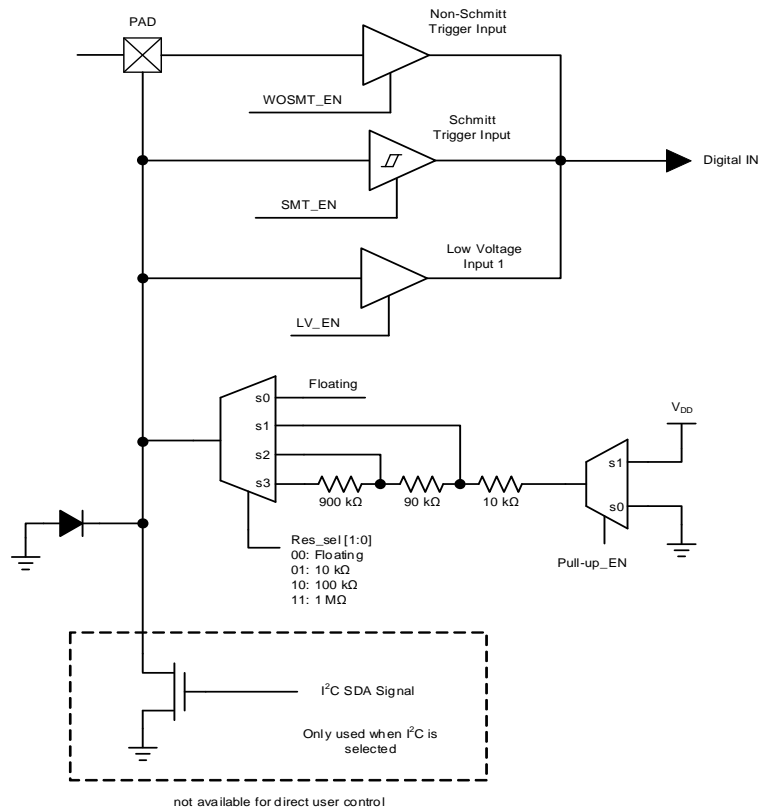 PAD
Non-Schmitt
Trigger Input
WOSMT_EN
Schmitt
Trigger Input
Digital IN
SMT_EN
Low Voltage
Input 1
LV_EN
Floating
s0
s1
s2
s3
900 kΩ
90 kΩ
10 kΩ
VDD
s1
s0
Pull-up_EN
Res_sel [1:0]
00: Floating
01: 10 kΩ
10: 100 kΩ
11: 1 MΩ
I²C SDA Signal
Only used when I²C is
selected
not available for direct user control